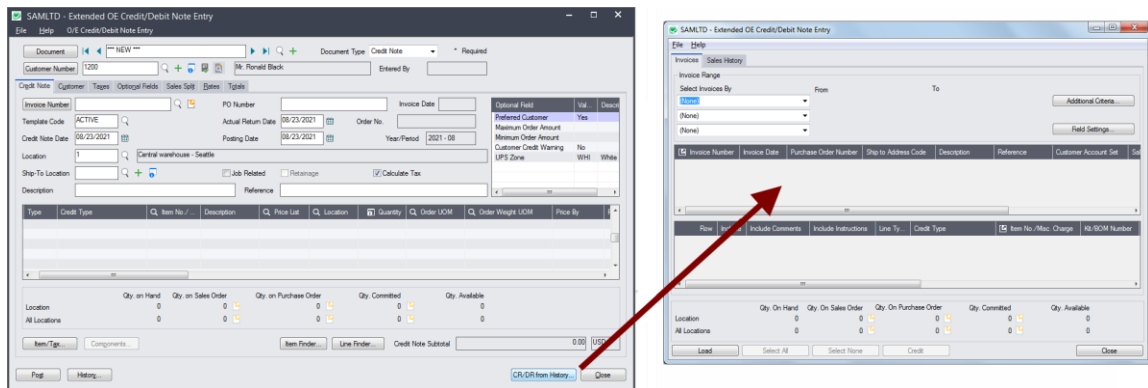 SAMLTD - Extended OE Credit/Debit Note Entry
File Help O/E Credit/Debit Note Entry
Document *** NEW *** Document Type Credit Note * Required
Customer Number 1200 Mr. Ronald Black Entered By
Credit Note Customer Taxes Optional Fields Sales Split Rates Totals
Invoice Number PO Number Invoice Date
Template Code ACTIVE Actual Return Date 08/23/2021 Order No.
Credit Note Date 08/23/2021 Posting Date 08/23/2021 Year/Period 2021 - 08
Location 1 Central warehouse - Seattle
Ship-To Location Job Related Retainage Calculate Tax
Description Reference
Optional Field Val... Descri
Preferred Customer Yes
Maximum Order Amount
Minimum Order Amount
Customer Credit Warning No
UPS Zone WHI White
Type Credit Type Item No./... Description Price List Location Quantity Order UOM Order Weight UOM Price By
Qty. on Hand Qty. on Sales Order Qty. on Purchase Order Qty. Committed Qty. Available
Location 0 0 0 0 0
All Locations 0 0 0 0 0
Item/Tax... Components... Item Finder... Line Finder... Credit Note Subtotal 0.00 USD
Post History... CR/DR from History... Close
SAMLTD - Extended OE Credit/Debit Note Entry
File Help
Invoices Sales History
Invoice Range
Select Invoices By From To
(None) Additional Criteria...
(None)
(None) Field Settings...
Invoice Number Invoice Date Purchase Order Number Ship to Address Code Description Reference Customer Account Set Sal
Row Include Comments Include Instructions Line Ty... Credit Type Item No./Misc. Charge Kit/BOM Number
Qty. On Hand Qty. On Sales Order Qty. On Purchase Order Qty. Committed Qty. Available
Location 0 0 0 0 0
All Locations 0 0 0 0 0
Load Select All Select None Credit Close